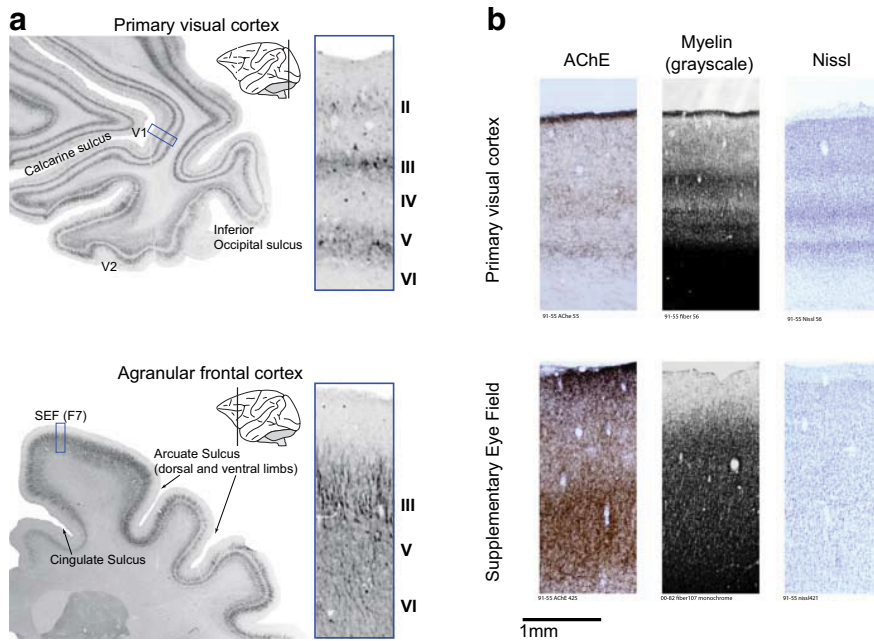 a
Primary visual cortex
V1
Calcarine sulcus
Inferior
Occipital sulcus
V2
II
III
IV
V
VI
Agranular frontal cortex
SEF (F7)
Arcuate Sulcus
(dorsal and ventral limbs)
Cingulate Sulcus
III
V
VI
b
AChE
Myelin
(grayscale)
Nissl
Primary visual cortex
91-55 AChe 55
91-55 fiber 56
91-55 Nissl 56
Supplementary Eye Field
91-55 AChE 425
00-82 fiber107 monochrome
91-55 nissl421
1mm